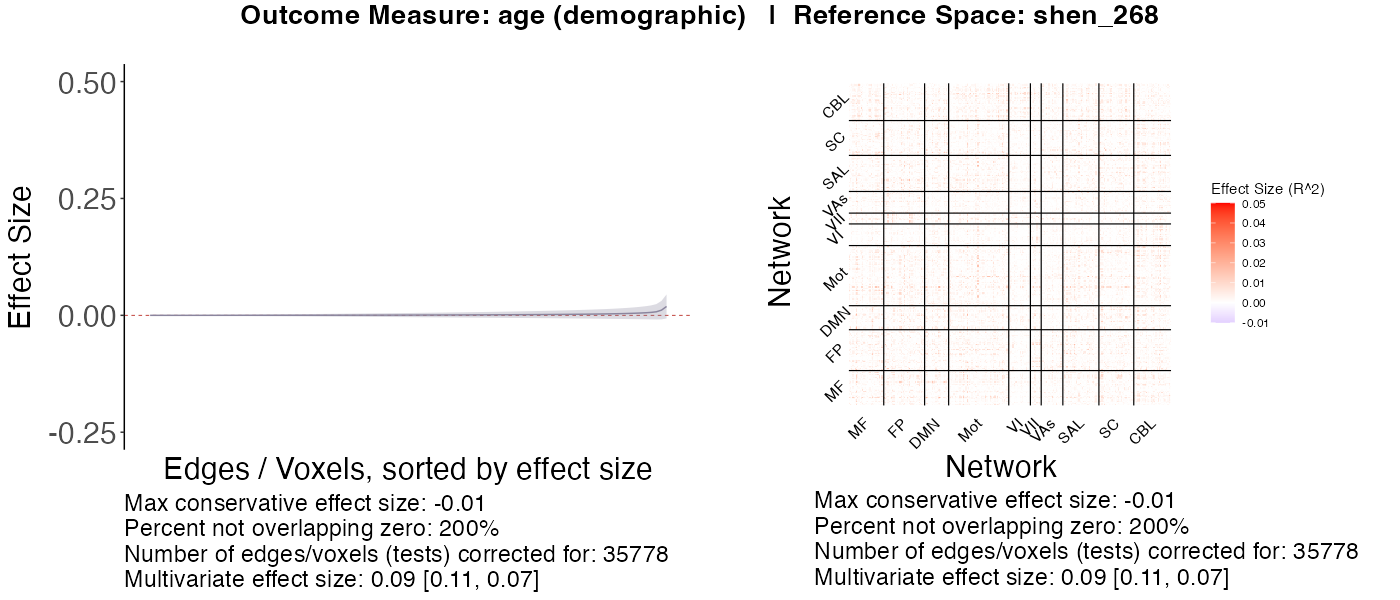 Outcome Measure: age (demographic) | Reference Space: shen_268
0.50
0.25
0.00
-0.25
Effect Size
Edges / Voxels, sorted by effect size
Max conservative effect size: -0.01
Percent not overlapping zero: 200%
Number of edges/voxels (tests) corrected for: 35778
Multivariate effect size: 0.09 [0.11, 0.07]
Network
CBL
SC
SAL
VAs
VII
VI
Mot
DMN
FP
MF
MF
FP
DMN
Mot
VI
VII
VAs
SAL
SC
CBL
Network
Effect Size (R^2)
0.05
0.04
0.03
0.02
0.01
0.00
-0.01
Max conservative effect size: -0.01
Percent not overlapping zero: 200%
Number of edges/voxels (tests) corrected for: 35778
Multivariate effect size: 0.09 [0.11, 0.07]